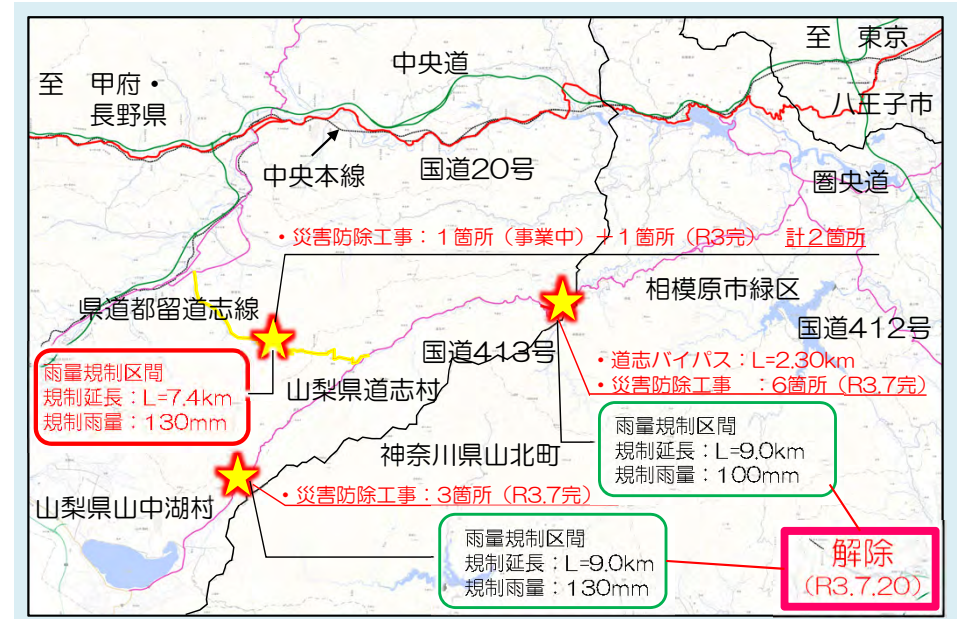 至 東京
中央道
至 甲府・
長野県
八王子市
中央本線
国道20号
圏央道
・災害防除工事：１箇所（事業中）＋１箇所（R3完） 計２箇所
相模原市緑区
県道都留道志線
国道412号
国道413号
・道志バイパス：L=2.30km
・災害防除工事 ：6箇所（R3.7完）
雨量規制区間
規制延長：L=7.4km
規制雨量：130mm
山梨県道志村
雨量規制区間
規制延長：L=9.0km
規制雨量：100mm
神奈川県山北町
・災害防除工事：3箇所（R3.7完）
山梨県山中湖村
雨量規制区間
規制延長：L=9.0km
規制雨量：130mm
解除
（R3.7.20）